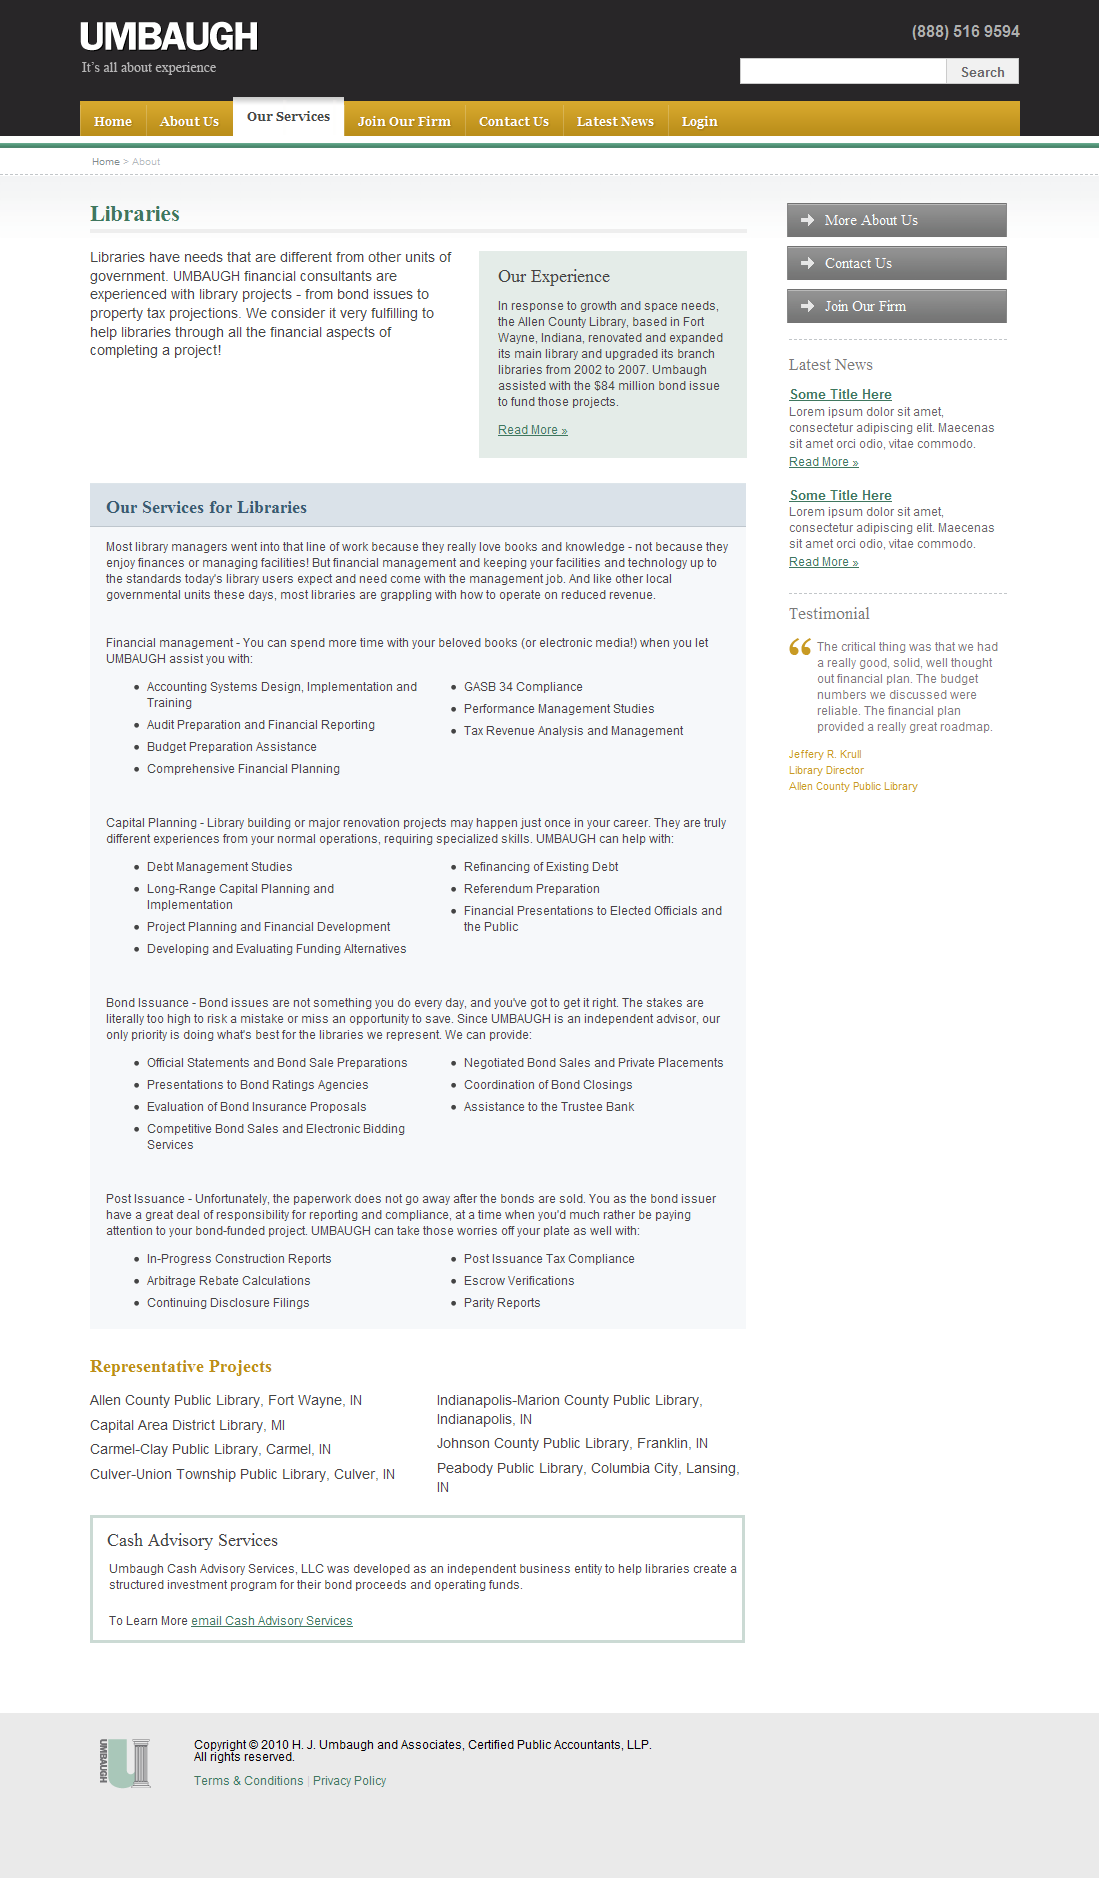 UMBAUGH
It's all about experience
(888) 516 9594
Search
Home
About Us
Our Services
Join Our Firm
Contact Us
Latest News
Login
Home > About
Libraries
Libraries have needs that are different from other units of
government. UMBAUGH financial consultants are
experienced with library projects - from bond issues to
property tax projections. We consider it very fulfilling to
help libraries through all the financial aspects of
completing a project!
Our Experience
In response to growth and space needs,
the Allen County Library, based in Fort
Wayne, Indiana, renovated and expanded
its main library and upgraded its branch
libraries from 2002 to 2007. Umbaugh
assisted with the $84 million bond issue
to fund those projects.
Read More »
Our Services for Libraries
Most library managers went into that line of work because they really love books and knowledge - not because they
enjoy finances or managing facilities! But financial management and keeping your facilities and technology up to
the standards today's library users expect and need come with the management job. And like other local
governmental units these days, most libraries are grappling with how to operate on reduced revenue.
Financial management - You can spend more time with your beloved books (or electronic media!) when you let
UMBAUGH assist you with:
• Accounting Systems Design, Implementation and
Training
• Audit Preparation and Financial Reporting
• Budget Preparation Assistance
• Comprehensive Financial Planning
• GASB 34 Compliance
• Performance Management Studies
• Tax Revenue Analysis and Management
Capital Planning - Library building or major renovation projects may happen just once in your career. They are truly
different experiences from your normal operations, requiring specialized skills. UMBAUGH can help with:
• Debt Management Studies
• Long-Range Capital Planning and
Implementation
• Project Planning and Financial Development
• Developing and Evaluating Funding Alternatives
• Refinancing of Existing Debt
• Referendum Preparation
• Financial Presentations to Elected Officials and
the Public
Bond Issuance - Bond issues are not something you do every day, and you've got to get it right. The stakes are
literally too high to risk a mistake or miss an opportunity to save. Since UMBAUGH is an independent advisor, our
only priority is doing what's best for the libraries we represent. We can provide:
• Official Statements and Bond Sale Preparations
• Presentations to Bond Ratings Agencies
• Evaluation of Bond Insurance Proposals
• Competitive Bond Sales and Electronic Bidding
Services
• Negotiated Bond Sales and Private Placements
• Coordination of Bond Closings
• Assistance to the Trustee Bank
Post Issuance - Unfortunately, the paperwork does not go away after the bonds are sold. You as the bond issuer
have a great deal of responsibility for reporting and compliance, at a time when you'd much rather be paying
attention to your bond-funded project. UMBAUGH can take those worries off your plate as well with:
• In-Progress Construction Reports
• Arbitrage Rebate Calculations
• Continuing Disclosure Filings
• Post Issuance Tax Compliance
• Escrow Verifications
• Parity Reports
Representative Projects
Allen County Public Library, Fort Wayne, IN
Capital Area District Library, MI
Carmel-Clay Public Library, Carmel, IN
Culver-Union Township Public Library, Culver, IN
Indianapolis-Marion County Public Library,
Indianapolis, IN
Johnson County Public Library, Franklin, IN
Peabody Public Library, Columbia City, Lansing,
IN
Cash Advisory Services
Umbaugh Cash Advisory Services, LLC was developed as an independent business entity to help libraries create a
structured investment program for their bond proceeds and operating funds.
To Learn More email Cash Advisory Services
More About Us
Contact Us
Join Our Firm
Latest News
Some Title Here
Lorem ipsum dolor sit amet,
consectetur adipiscing elit. Maecenas
sit amet orci odio, vitae commodo.
Read More »
Some Title Here
Lorem ipsum dolor sit amet,
consectetur adipiscing elit. Maecenas
sit amet orci odio, vitae commodo.
Read More »
Testimonial
“ The critical thing was that we had
a really good, solid, well thought
out financial plan. The budget
numbers we discussed were
reliable. The financial plan
provided a really great roadmap.
Jeffery R. Krull
Library Director
Allen County Public Library
UMBAUGH
Copyright © 2010 H. J. Umbaugh and Associates, Certified Public Accountants, LLP.
All rights reserved.
Terms & Conditions | Privacy Policy